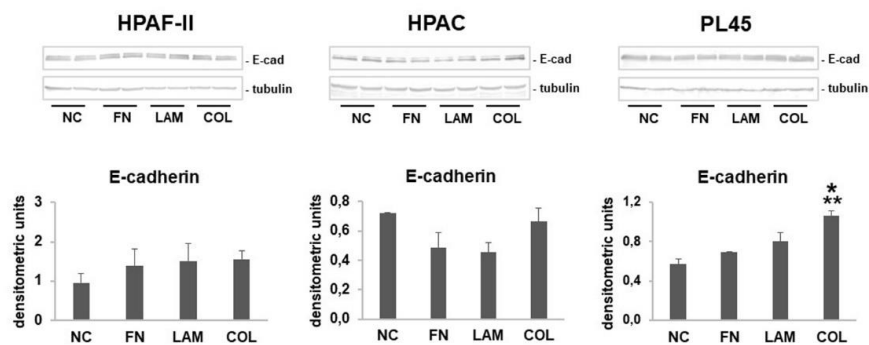 HPAF-II HPAC PL45
- E-cad - E-cad - E-cad
- tubulin - tubulin - tubulin
NC FN LAM COL NC FN LAM COL NC FN LAM COL
E-cadherin
densitometric units
3
2
1
0
NC FN LAM COL
E-cadherin
densitometric units
0,8
0,6
0,4
0,2
0,0
NC FN LAM COL
E-cadherin
densitometric units
1,2
0,8
0,4
0,0
*
**
NC FN LAM COL